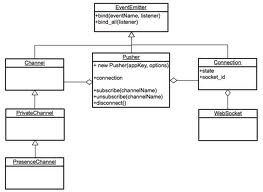 EventEmitter
+bind(eventName, listener)
+bind_all(listener)
Channel
Pusher
+ new Pusher(appKey, options)
+connection
+subscribe(channelName)
+unsubscribe(channelName)
+disconnect()
Connection
+state
+socket_id
PrivateChannel
WebSocket
PresenceChannel